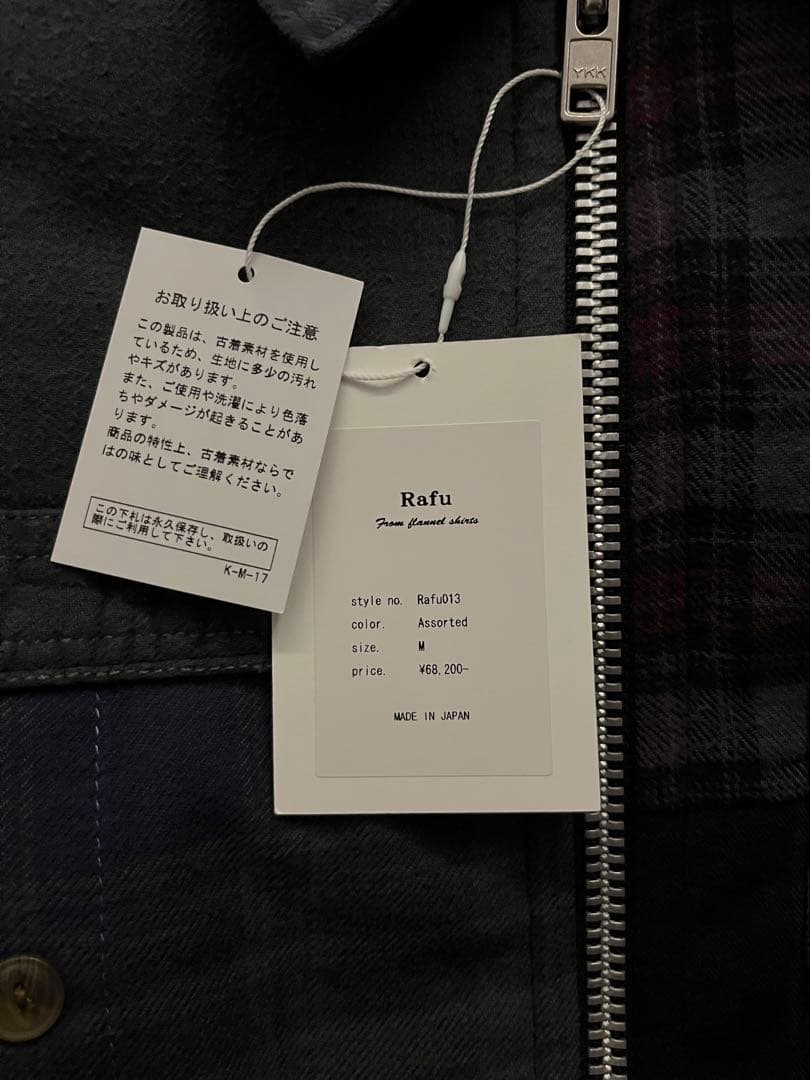 YKK
お取り扱い上のご注意
この製品は、古着素材を使用し
ているため、生地に多少の汚れ
やキズがあります。
また、ご使用や洗濯により色落
ちやダメージが起きることがあ
ります。
商品の特性上、古着素材ならで
はの味としてご理解ください。
この下札は永久保存し、取扱いの
際にご利用して下さい。
K-M-17
Rafu
From flannel shirts
style no. Rafu013
color. Assorted
size. M
price. ¥68,200-
MADE IN JAPAN